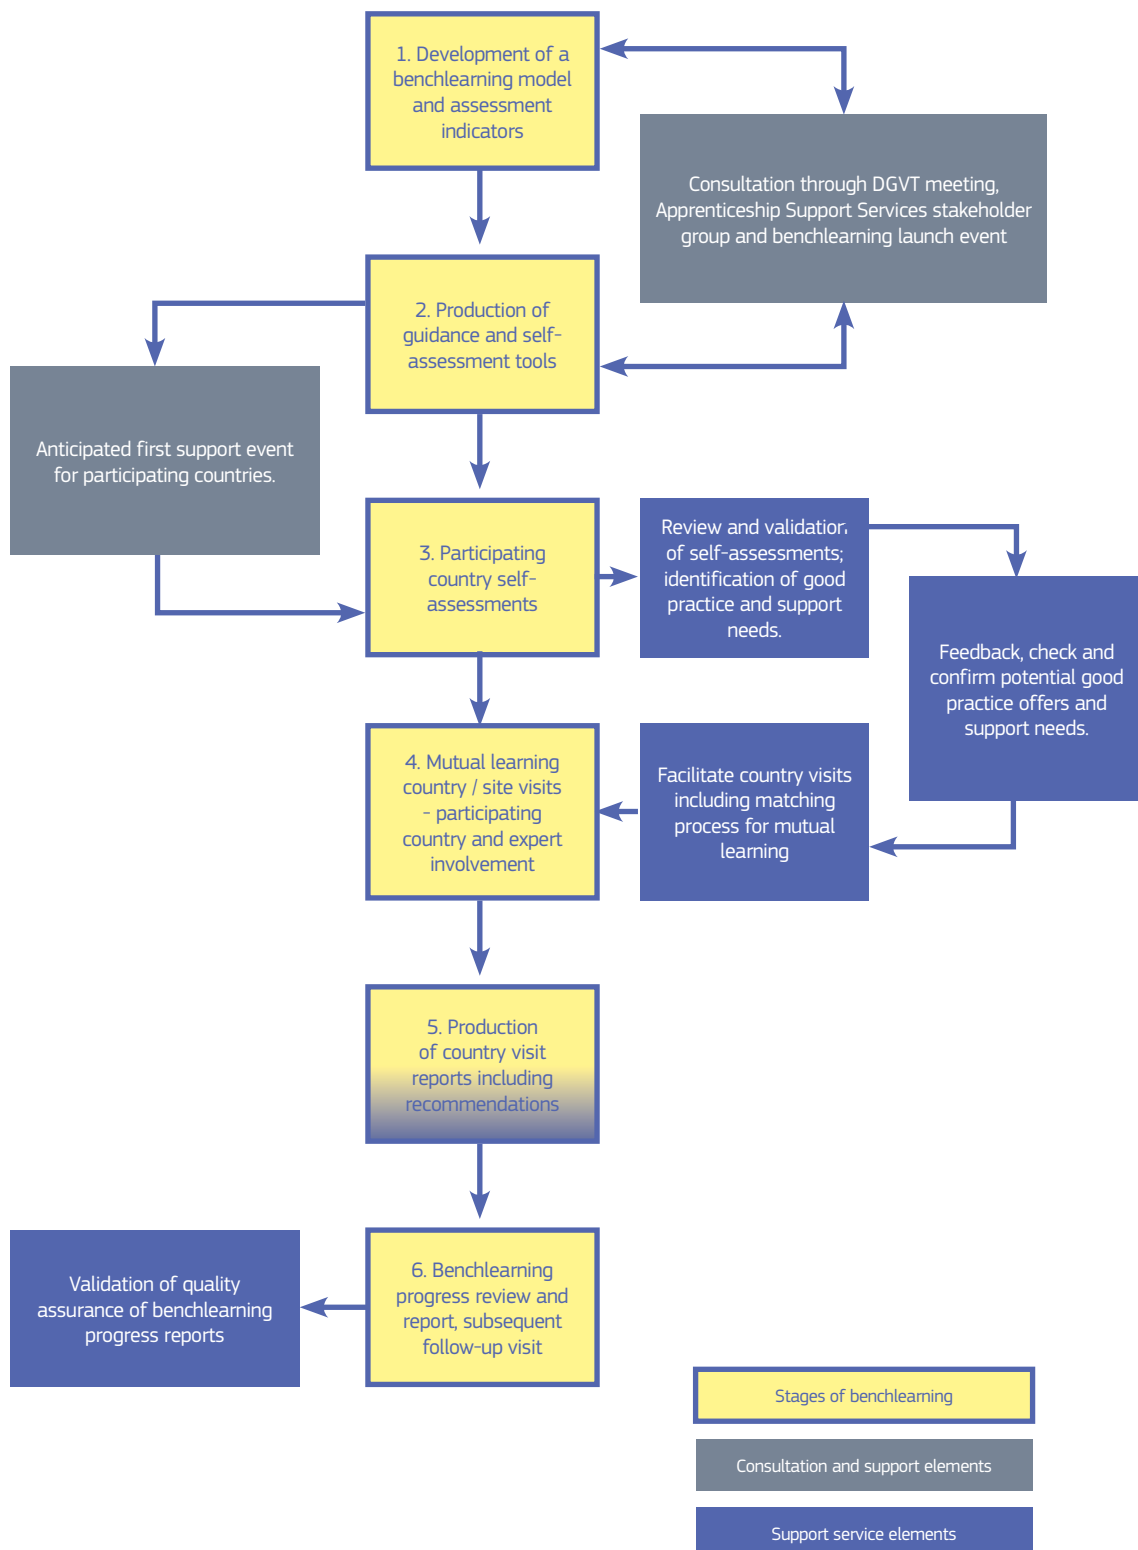 1. Development of a
benchlearning model
and assessment
indicators
Consultation through DGVT meeting,
Apprenticeship Support Services stakeholder
group and benchlearning launch event
2. Production of
guidance and self-
assessment tools
Anticipated first support event
for participating countries.
3. Participating
country self-
assessments
Review and validation
of self-assessments;
identification of good
practice and support
needs.
Feedback, check and
confirm potential good
practice offers and
support needs.
4. Mutual learning
country / site visits
- participating
country and expert
involvement
Facilitate country visits
including matching
process for mutual
learning
5. Production
of country visit
reports including
recommendations
Validation of quality
assurance of benchlearning
progress reports
6. Benchlearning
progress review and
report, subsequent
follow-up visit
Stages of benchlearning
Consultation and support elements
Support service elements